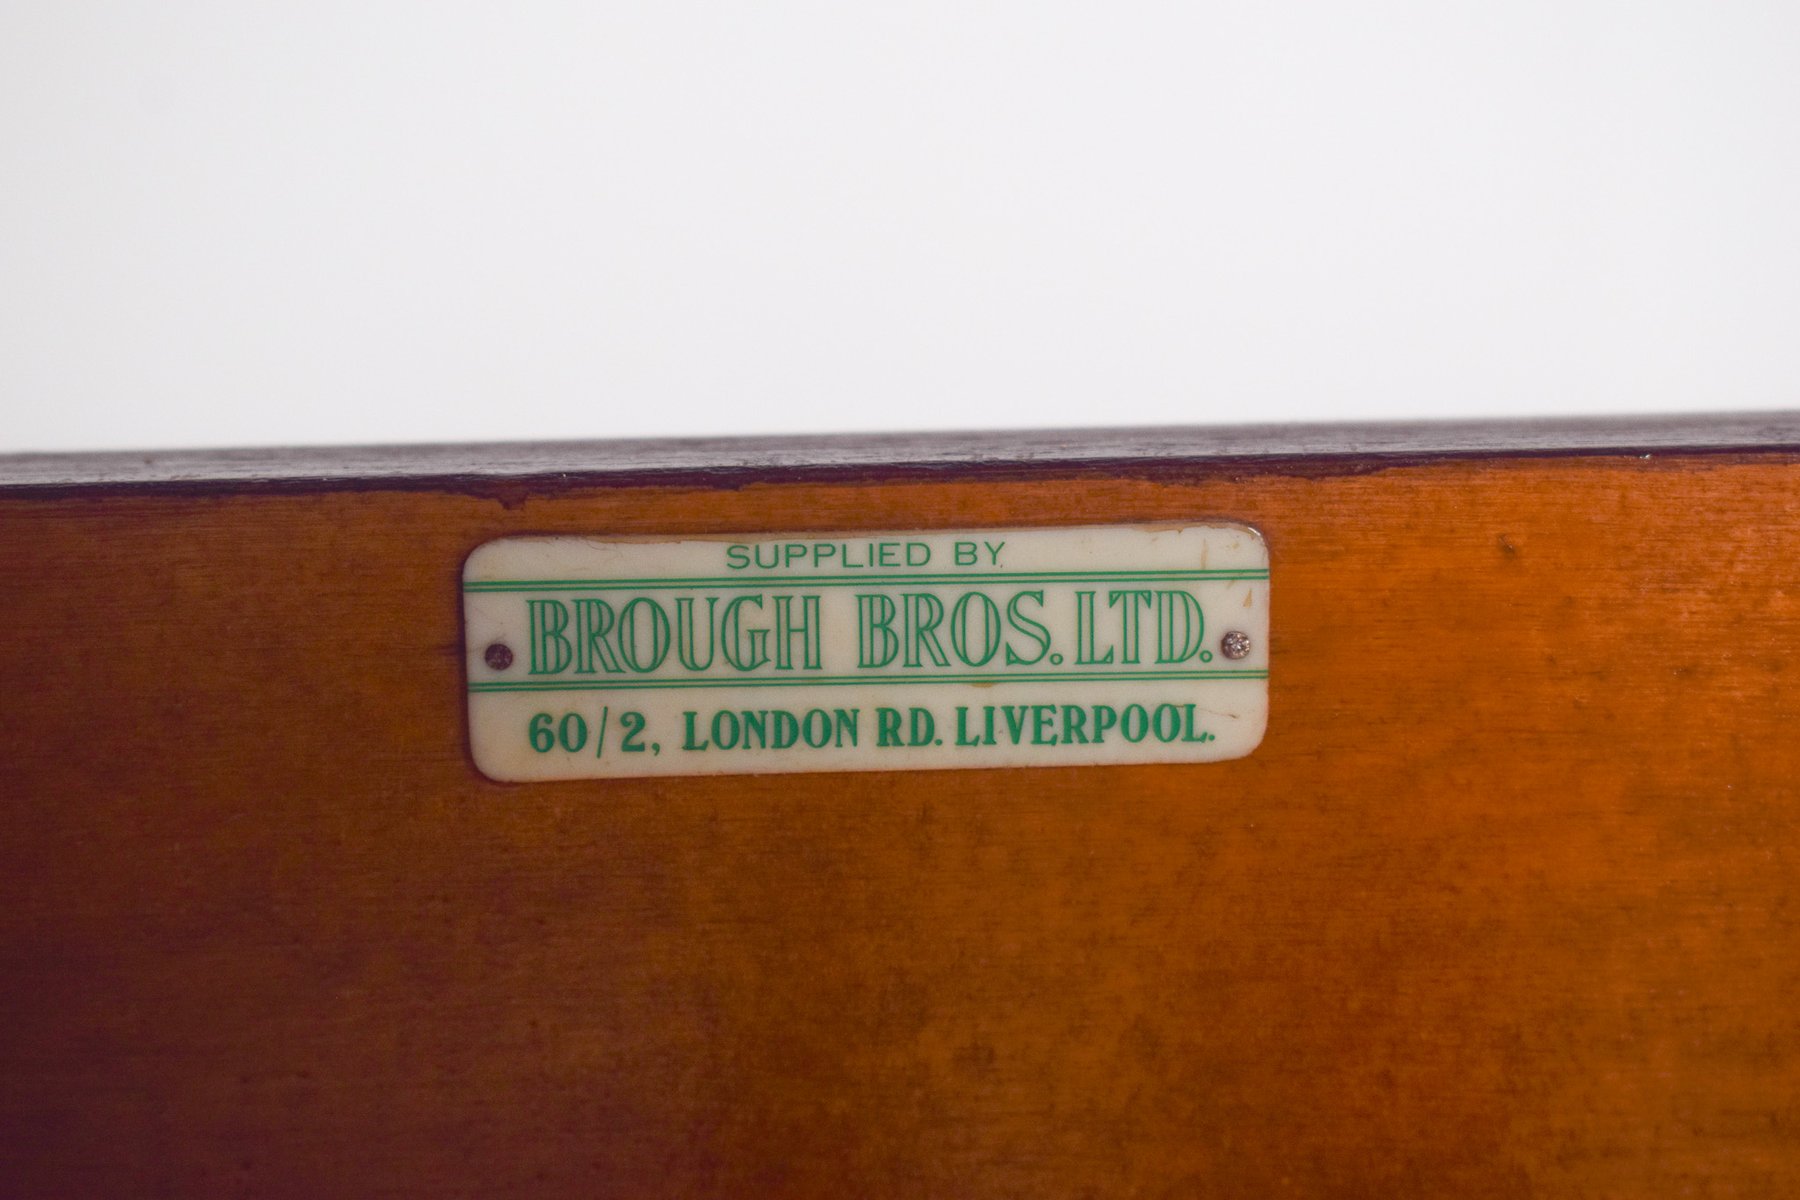 SUPPLIED BY
BROUGH BROS. LTD.
60/2, LONDON RD. LIVERPOOL.